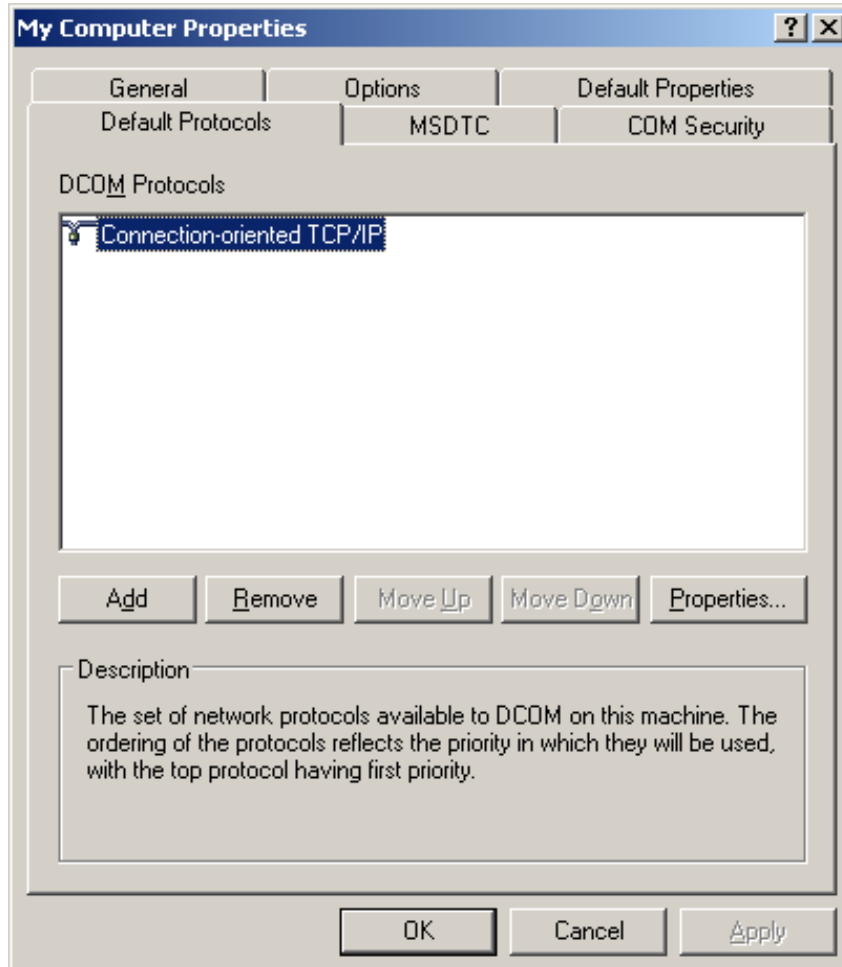 My Computer Properties
General Options Default Properties
Default Protocols MSDTC COM Security
DCOM Protocols
Connection-oriented TCP/IP
Add Remove Move Up Move Down Properties...
Description
The set of network protocols available to DCOM on this machine. The
ordering of the protocols reflects the priority in which they will be used,
with the top protocol having first priority.
OK Cancel Apply